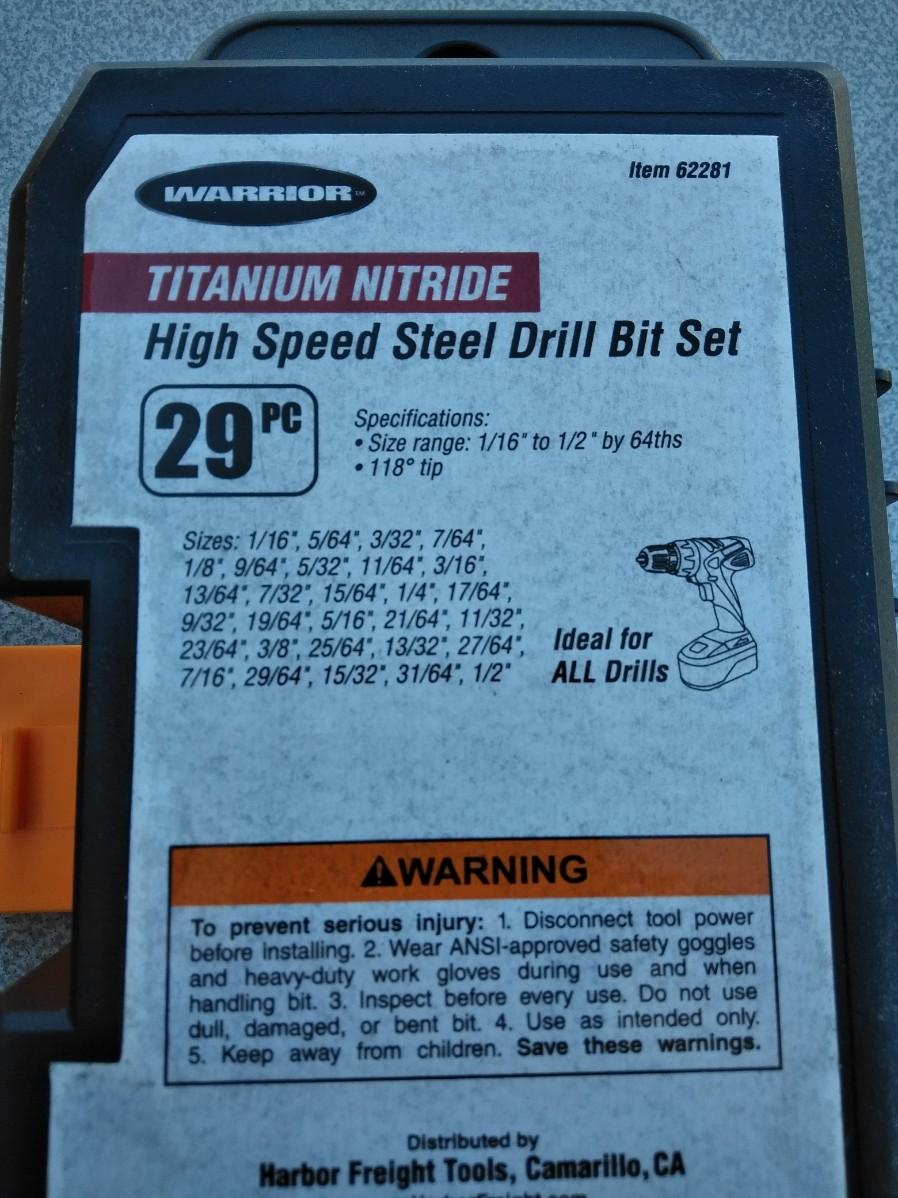 WARRIOR™
Item 62281
TITANIUM NITRIDE
High Speed Steel Drill Bit Set
29 PC
Specifications:
• Size range: 1/16" to 1/2" by 64ths
• 118° tip
Sizes: 1/16", 5/64", 3/32", 7/64",
1/8", 9/64", 5/32", 11/64", 3/16",
13/64", 7/32", 15/64", 1/4", 17/64",
9/32", 19/64", 5/16", 21/64", 11/32",
23/64", 3/8", 25/64", 13/32", 27/64",
7/16", 29/64", 15/32", 31/64", 1/2"
Ideal for
ALL Drills
⚠WARNING
To prevent serious injury: 1. Disconnect tool power
before installing. 2. Wear ANSI-approved safety goggles
and heavy-duty work gloves during use and when
handling bit. 3. Inspect before every use. Do not use
dull, damaged, or bent bit. 4. Use as intended only.
5. Keep away from children. Save these warnings.
Distributed by
Harbor Freight Tools, Camarillo, CA
HarborFreight.com